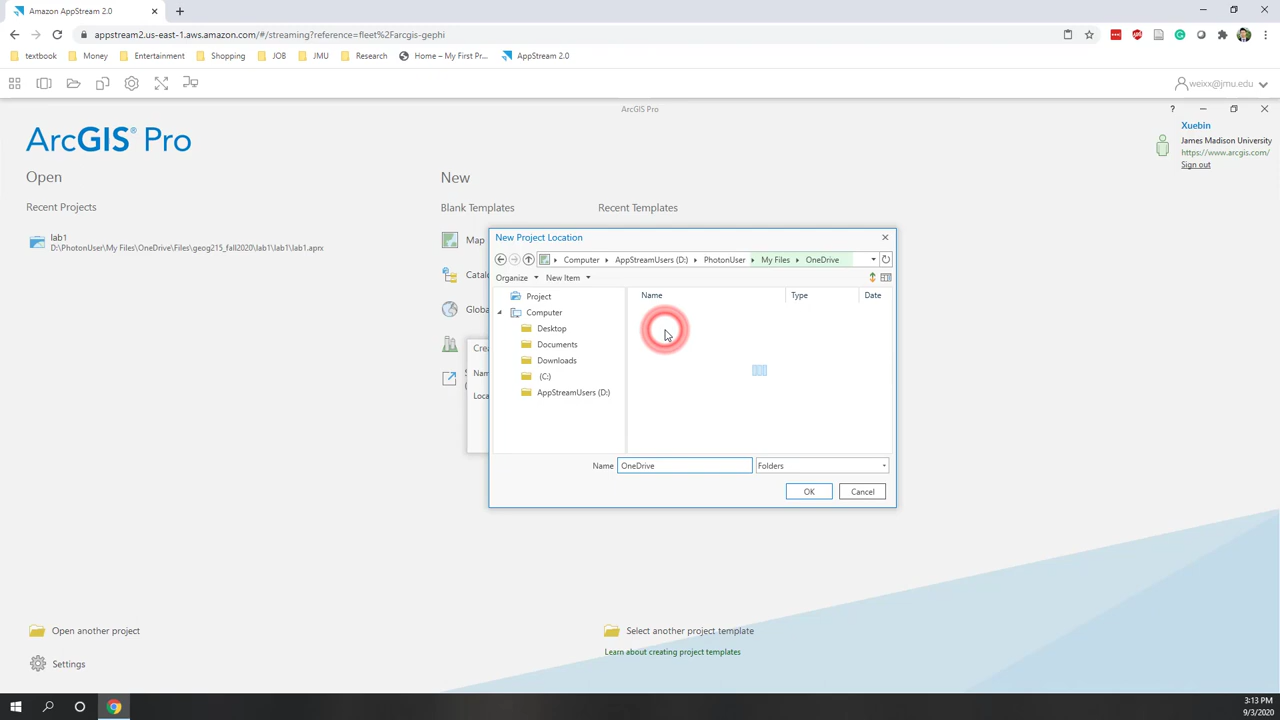 Amazon AppStream 2.0
appstream2.us-east-1.aws.amazon.com/#/streaming?reference=fleet%2Farcgis-gephi
textbook Money Entertainment Shopping JOB JMU Research Home – My First Pr... AppStream 2.0
weixx@jmu.edu
ArcGIS Pro
ArcGIS® Pro
?
Xuebin
James Madison University
https://www.arcgis.com/
Sign out
Open New
Recent Projects Blank Templates Recent Templates
lab1
D:\PhotonUser\My Files\OneDrive\Files\geog215_fall2020\lab1\lab1.aprx
Map
Catal
Globa
S
Crea
Nam
Loca
New Project Location
Computer AppStreamUsers (D:) PhotonUser My Files OneDrive
Organize New Item
Project
Computer
Desktop
Documents
Downloads
(C:)
AppStreamUsers (D:)
Name Type Date
Name OneDrive Folders
OK Cancel
Open another project
Settings
Select another project template
Learn about creating project templates
3:13 PM
9/3/2020